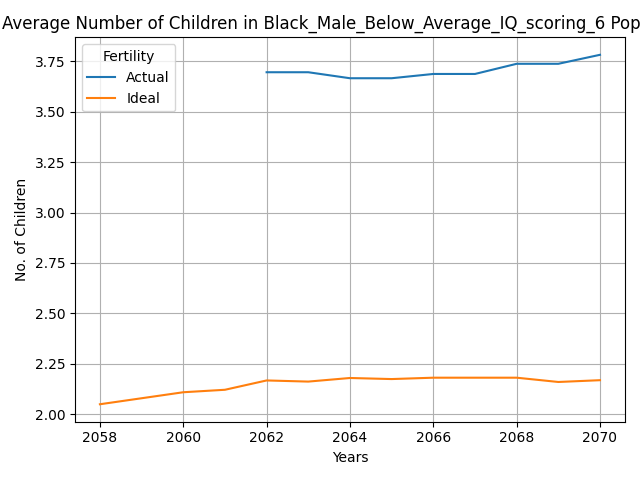 Average Number of Children in Black_Male_Below_Average_IQ_scoring_6 Pop
Fertility
Actual
Ideal
3.75
3.50
3.25
3.00
2.75
2.50
2.25
2.00
No. of Children
2058 2060 2062 2064 2066 2068 2070
Years